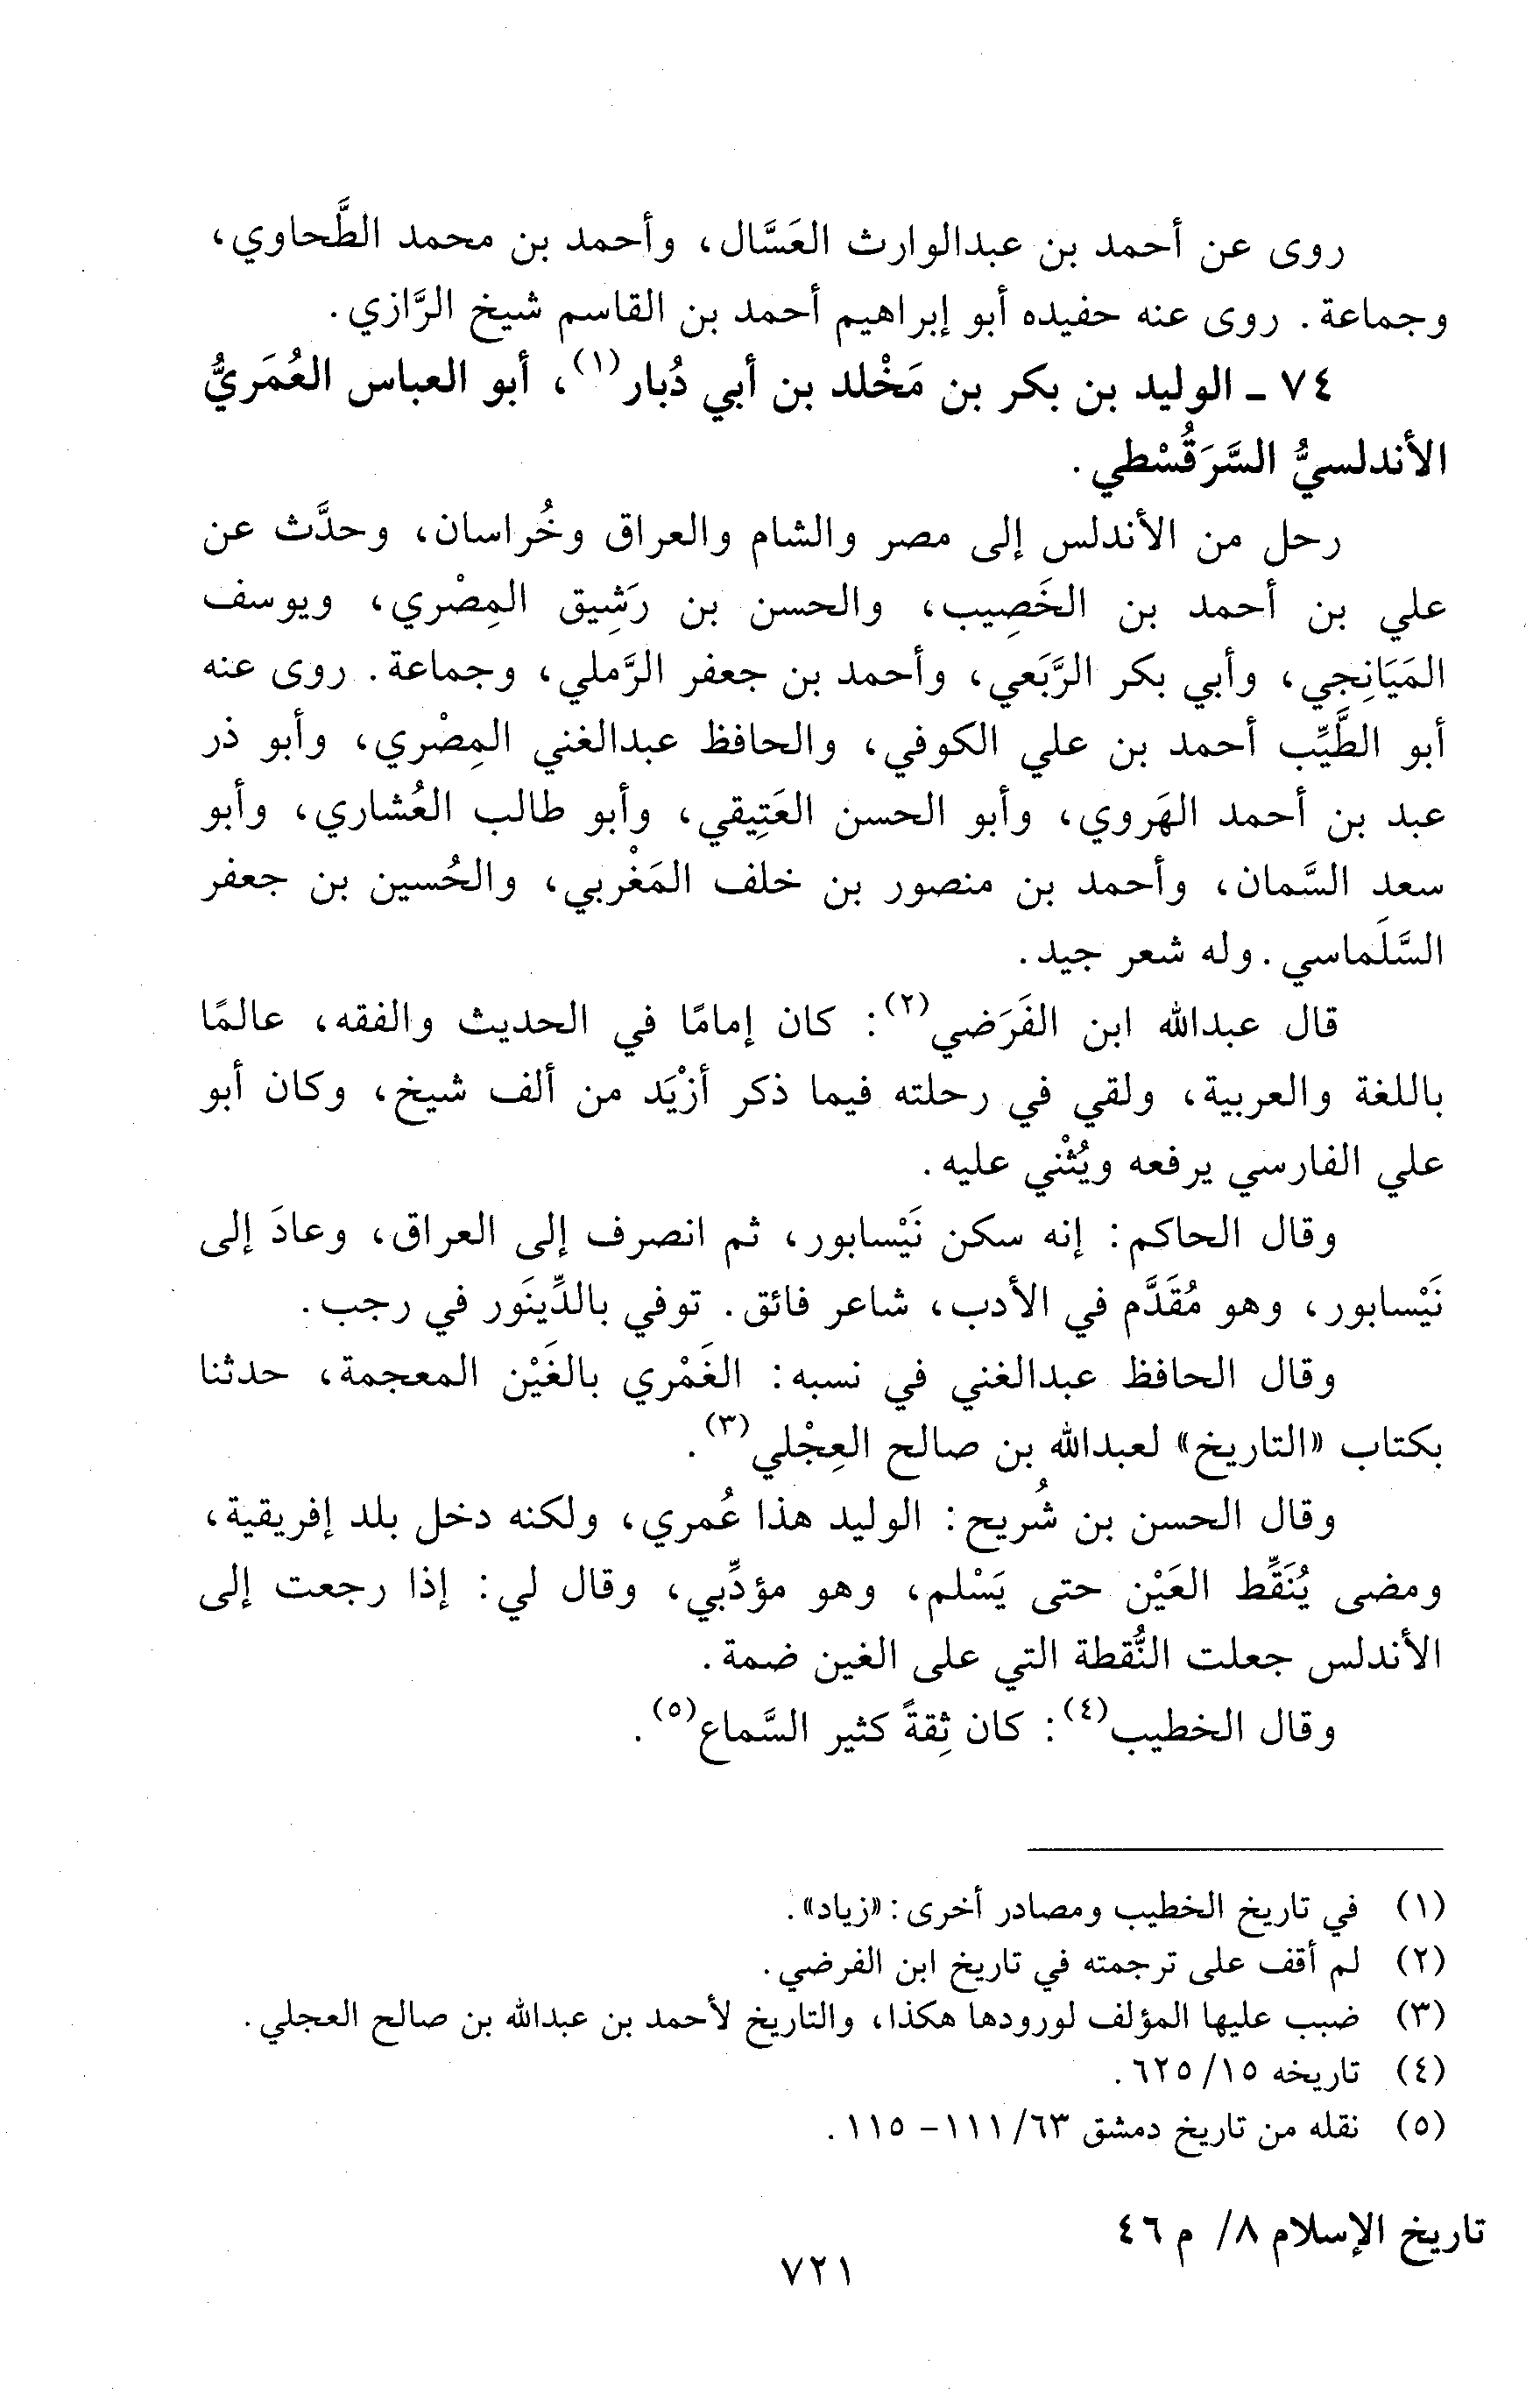 روى عن أحمد بن عبدالوارث العَسَّال، وأحمد بن محمد الطَّحاوي،
وجماعة. روى عنه حفيده أبو إبراهيم أحمد بن القاسم شيخ الرَّازي.
٧٤ - الوليد بن بكر بن مَخْلد بن أبي دُبار(١)، أبو العباس العُمَريُّ
الأندلسيُّ السَّرَقُسْطي.
رحل من الأندلس إلى مصر والشام والعراق وخُراسان، وحدَّث عن
علي بن أحمد بن الخَصِيب، والحسن بن رَشِيق المِصْري، ويوسف
المَيَانِجي، وأبي بكر الرَّبَعي، وأحمد بن جعفر الرَّملي، وجماعة. روى عنه
أبو الطَّيِّب أحمد بن علي الكوفي، والحافظ عبدالغني المِصْري، وأبو ذر
عبد بن أحمد الهَروي، وأبو الحسن العَتِيقي، وأبو طالب العُشاري، وأبو
سعد السَّمان، وأحمد بن منصور بن خلف المَغْربي، والحُسين بن جعفر
السَّلَماسي. وله شعر جيد.
قال عبدالله ابن الفَرَضي(٢): كان إمامًا في الحديث والفقه، عالمًا
باللغة والعربية، ولقي في رحلته فيما ذكر أزْيَد من ألف شيخ، وكان أبو
علي الفارسي يرفعه ويُثْني عليه.
وقال الحاكم: إنه سكن نَيْسابور، ثم انصرف إلى العراق، وعادَ إلى
نَيْسابور، وهو مُقَدَّم في الأدب، شاعر فائق. توفي بالدِّينَور في رجب.
وقال الحافظ عبدالغني في نسبه: الغَمْري بالغَيْن المعجمة، حدثنا
بكتاب «التاريخ» لعبدالله بن صالح العِجْلي(٣).
وقال الحسن بن شُريح: الوليد هذا عُمري، ولكنه دخل بلد إفريقية،
ومضى يُنَقِّط العَيْن حتى يَسْلم، وهو مؤدِّبي، وقال لي: إذا رجعت إلى
الأندلس جعلت النُّقطة التي على الغين ضمة.
وقال الخطيب(٤): كان ثِقةً كثير السَّماع(٥).
(١) في تاريخ الخطيب ومصادر أخرى: «زياد».
(٢) لم أقف على ترجمته في تاريخ ابن الفرضي.
(٣) ضبب عليها المؤلف لورودها هكذا، والتاريخ لأحمد بن عبدالله بن صالح العجلي.
(٤) تاريخه ١٥/ ٦٢٥.
(٥) نقله من تاريخ دمشق ٦٣/ ١١١- ١١٥.
تاريخ الإسلام ٨/ م ٤٦
٧٢١